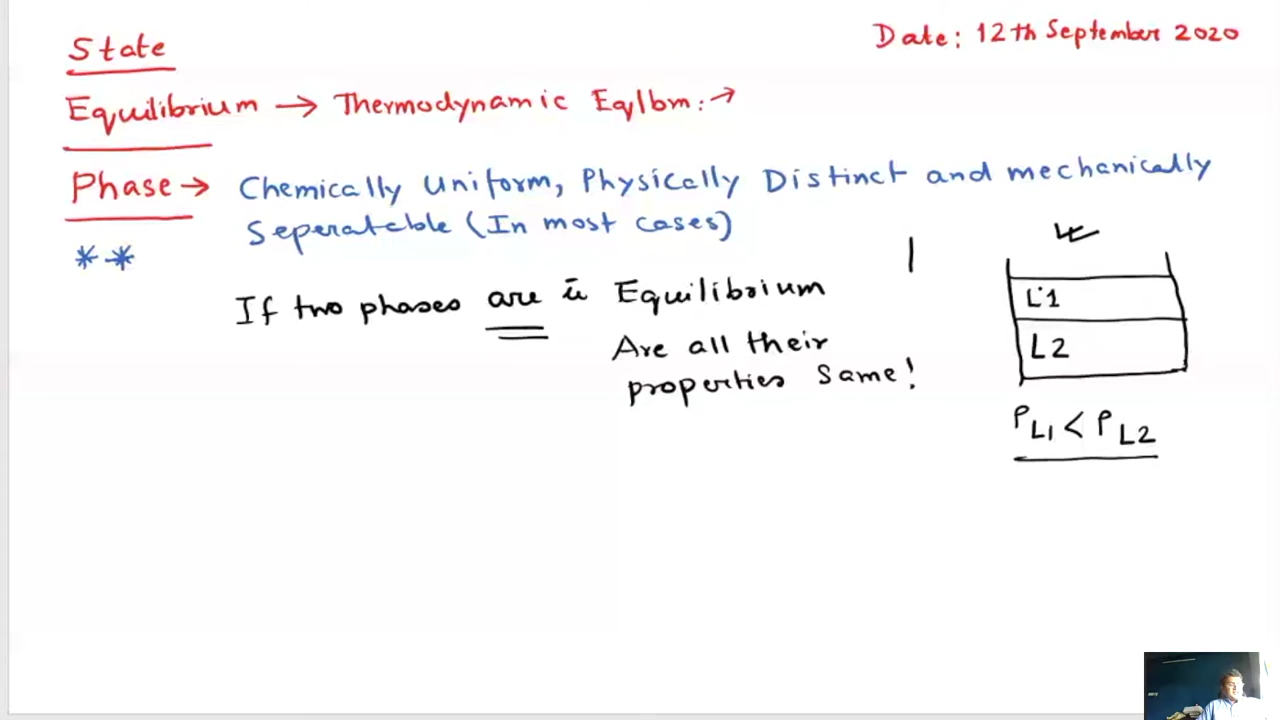 State
Date: 12th September 2020
Equilibrium → Thermodynamic Eqlbm: →
Phase → Chemically Uniform, Physically Distinct and mechanically
Seperateble (In most cases)
**
If two phases are in Equilibrium
Are all their
properties Same!
L1
L2
ρL1 < ρL2